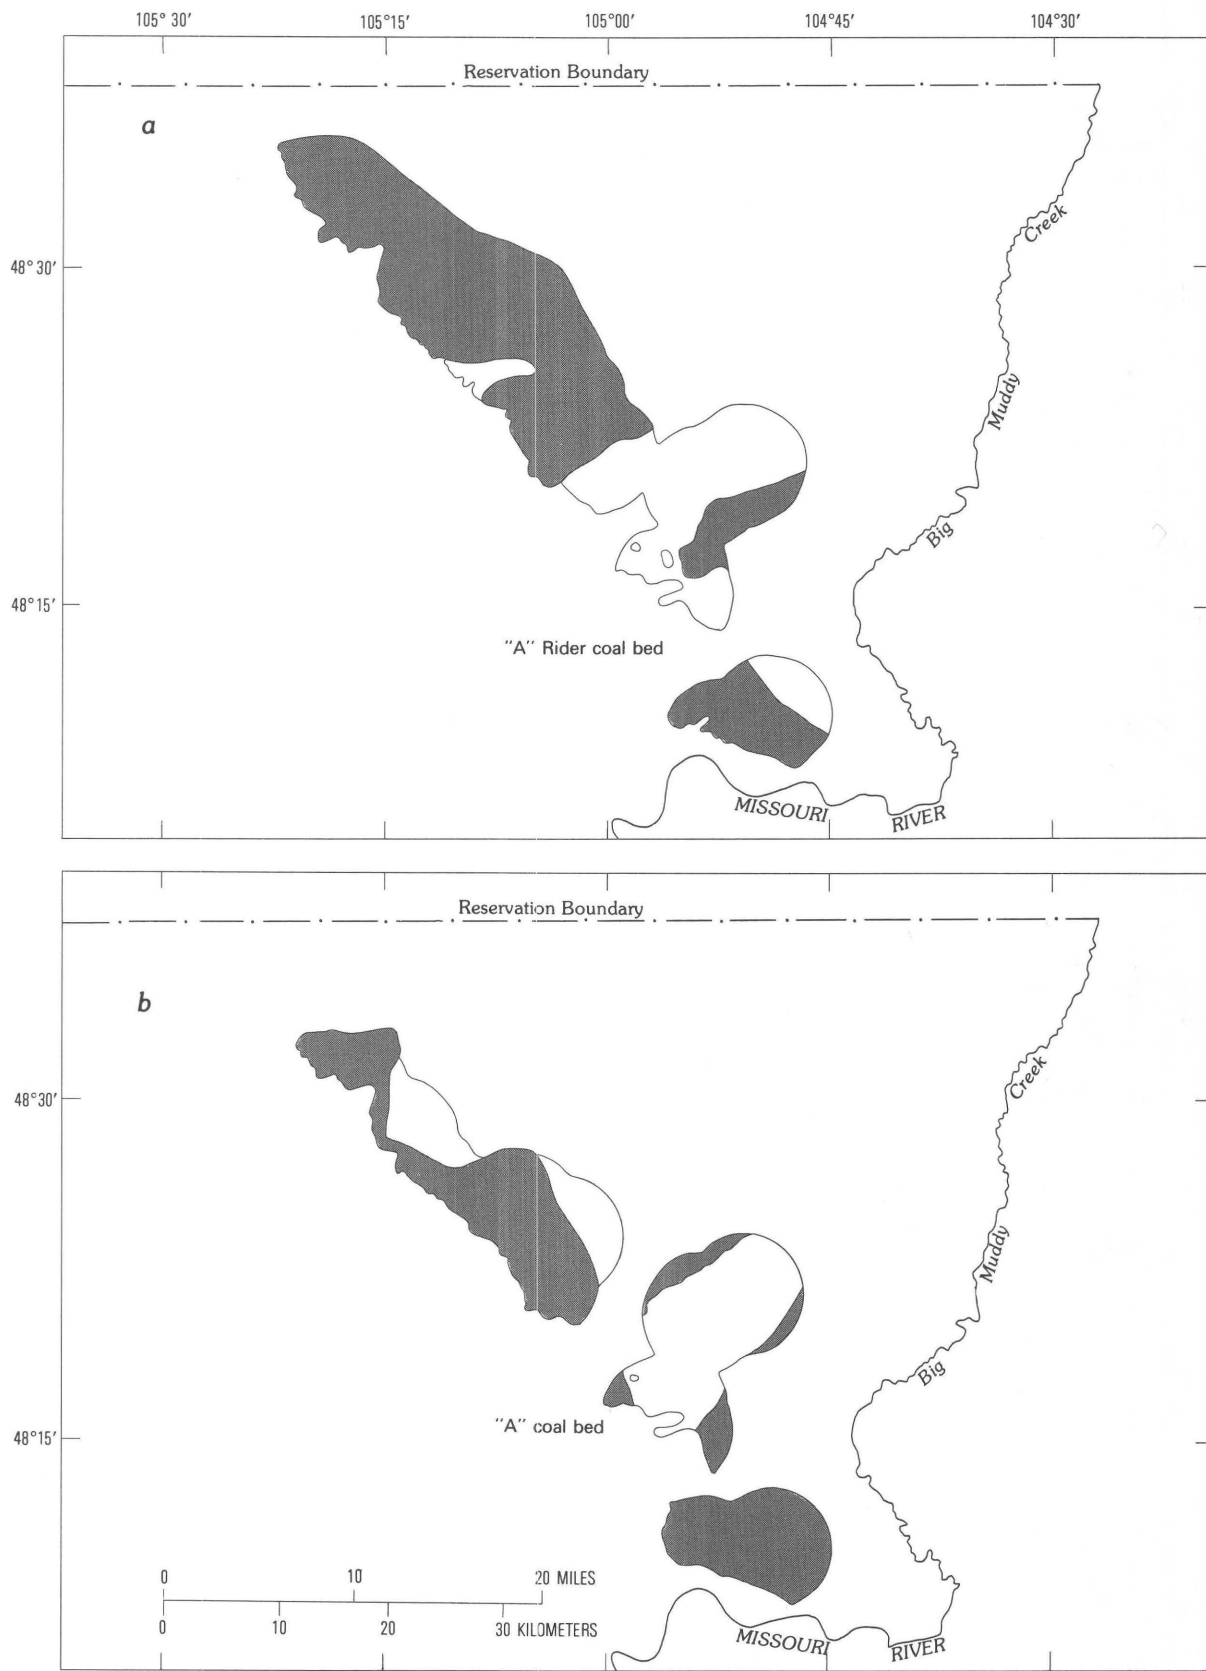 105° 30′ 105° 15′ 105° 00′ 104° 45′ 104° 30′
Reservation Boundary
a
Creek
48° 30′
Muddy
Big
48° 15′
"A" Rider coal bed
MISSOURI RIVER
Reservation Boundary
b
Creek
48° 30′
Muddy
Big
"A" coal bed
48° 15′
0 10 20 MILES
0 10 20 30 KILOMETERS
MISSOURI RIVER